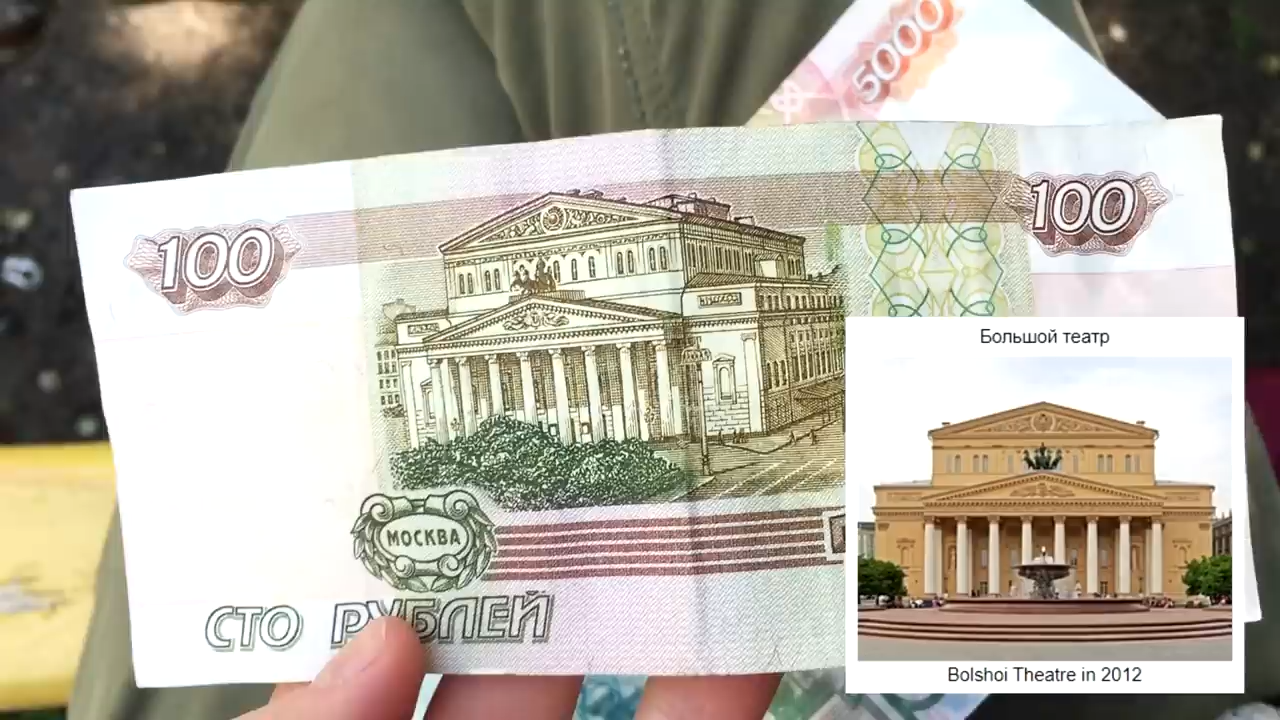 5000
100
100
Большой театр
МОСКВА
СТО РУБЛЕЙ
Bolshoi Theatre in 2012